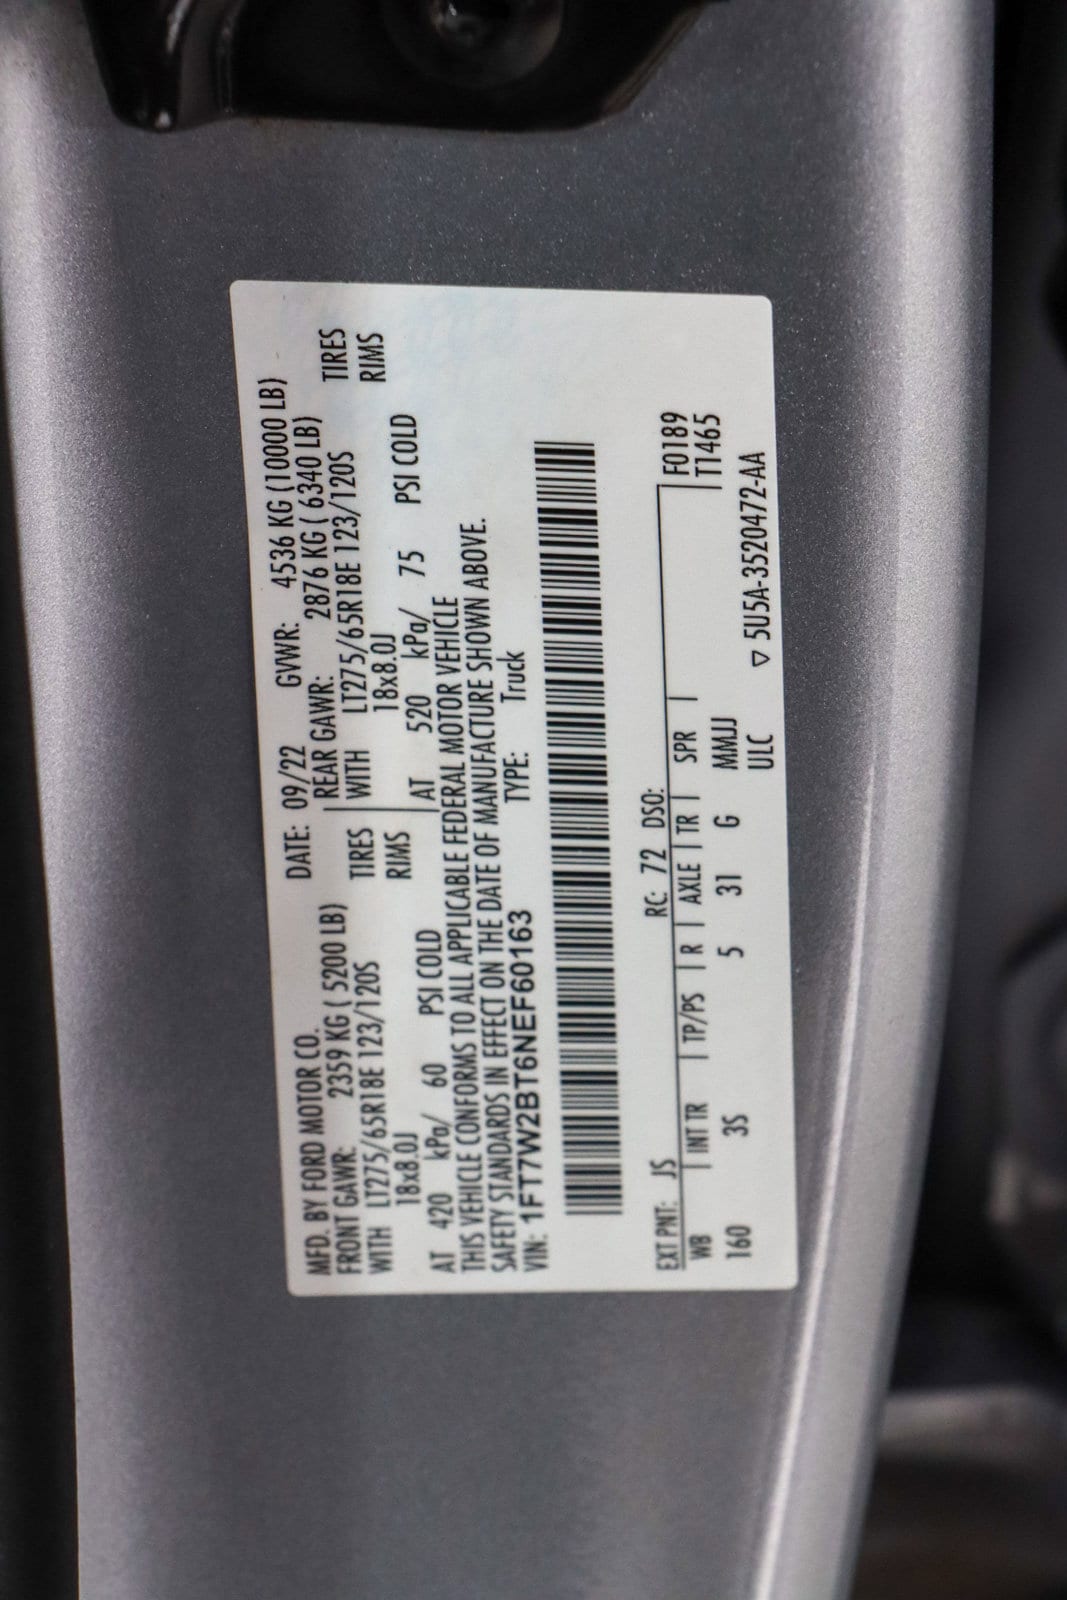 MFD. BY FORD MOTOR CO. DATE: 09/22 GVWR: 4536 KG (10000 LB)
FRONT GAWR: 2359 KG ( 5200 LB) REAR GAWR: 2876 KG ( 6340 LB)
WITH LT275/65R18E 123/120S TIRES WITH LT275/65R18E 123/120S TIRES
18x8.0J RIMS 18x8.0J RIMS
AT 420 kPa/ 60 PSI COLD AT 520 kPa/ 75 PSI COLD
THIS VEHICLE CONFORMS TO ALL APPLICABLE FEDERAL MOTOR VEHICLE
SAFETY STANDARDS IN EFFECT ON THE DATE OF MANUFACTURE SHOWN ABOVE.
VIN: 1FT7W2BT6NEF60163 TYPE: Truck
EXT PNT: JS RC: 72 DSO: F0189
WB INT TR TP/PS R AXLE TR SPR T1465
160 3S 5 31 G MMJJ
ULC ▽ 5U5A-3520472-AA